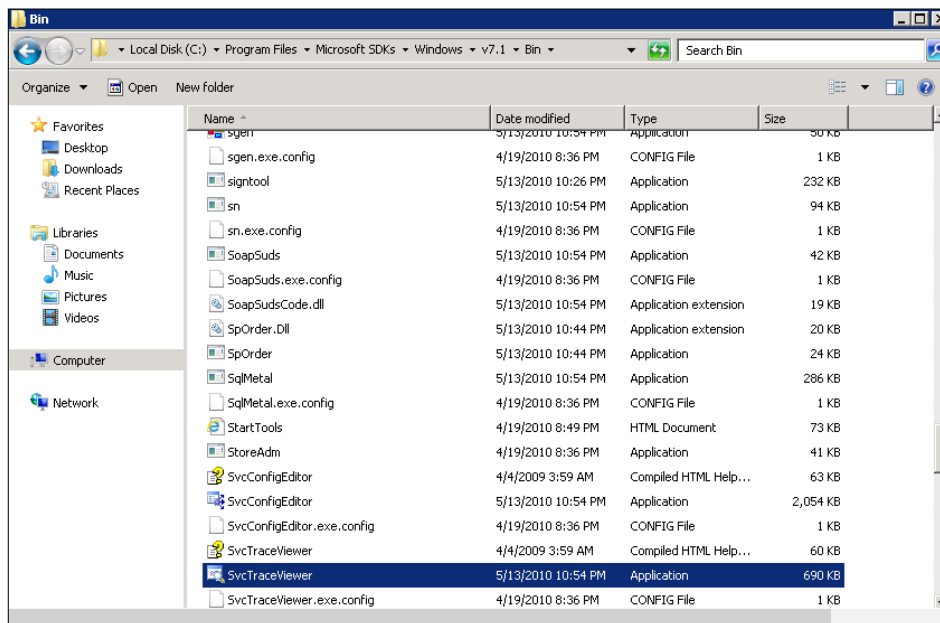 Bin
Local Disk (C:) Program Files Microsoft SDKs Windows v7.1 Bin Search Bin
Organize Open New folder
Name Date modified Type Size
Favorites
Desktop
Downloads
Recent Places
Libraries
Documents
Music
Pictures
Videos
Computer
Network
sgen 5/13/2010 10:54 PM Application 50 KB
sgen.exe.config 4/19/2010 8:36 PM CONFIG File 1 KB
signtool 5/13/2010 10:26 PM Application 232 KB
sn 5/13/2010 10:54 PM Application 94 KB
sn.exe.config 4/19/2010 8:36 PM CONFIG File 1 KB
SoapSuds 5/13/2010 10:54 PM Application 42 KB
SoapSuds.exe.config 4/19/2010 8:36 PM CONFIG File 1 KB
SoapSudsCode.dll 5/13/2010 10:54 PM Application extension 19 KB
SpOrder.Dll 5/13/2010 10:44 PM Application extension 20 KB
SpOrder 5/13/2010 10:44 PM Application 24 KB
SqlMetal 5/13/2010 10:54 PM Application 286 KB
SqlMetal.exe.config 4/19/2010 8:36 PM CONFIG File 1 KB
StartTools 4/19/2010 8:49 PM HTML Document 73 KB
StoreAdm 4/19/2010 8:36 PM Application 41 KB
SvcConfigEditor 4/4/2009 3:59 AM Compiled HTML Help... 63 KB
SvcConfigEditor 5/13/2010 10:54 PM Application 2,054 KB
SvcConfigEditor.exe.config 4/19/2010 8:36 PM CONFIG File 1 KB
SvcTraceViewer 4/4/2009 3:59 AM Compiled HTML Help... 60 KB
SvcTraceViewer 5/13/2010 10:54 PM Application 690 KB
SvcTraceViewer.exe.config 4/19/2010 8:36 PM CONFIG File 1 KB